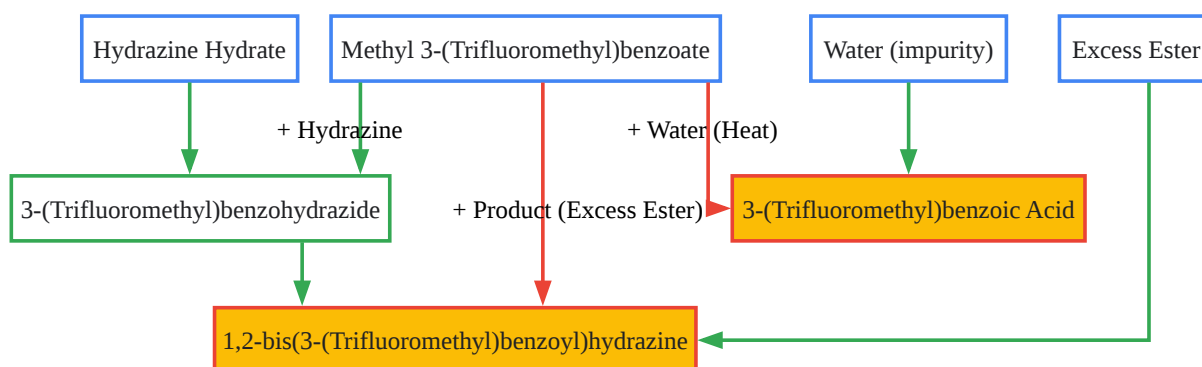 Hydrazine Hydrate
Methyl 3-(Trifluoromethyl)benzoate
Water (impurity)
Excess Ester
+ Hydrazine
+ Water (Heat)
3-(Trifluoromethyl)benzohydrazide
+ Product (Excess Ester)
3-(Trifluoromethyl)benzoic Acid
1,2-bis(3-(Trifluoromethyl)benzoyl)hydrazine